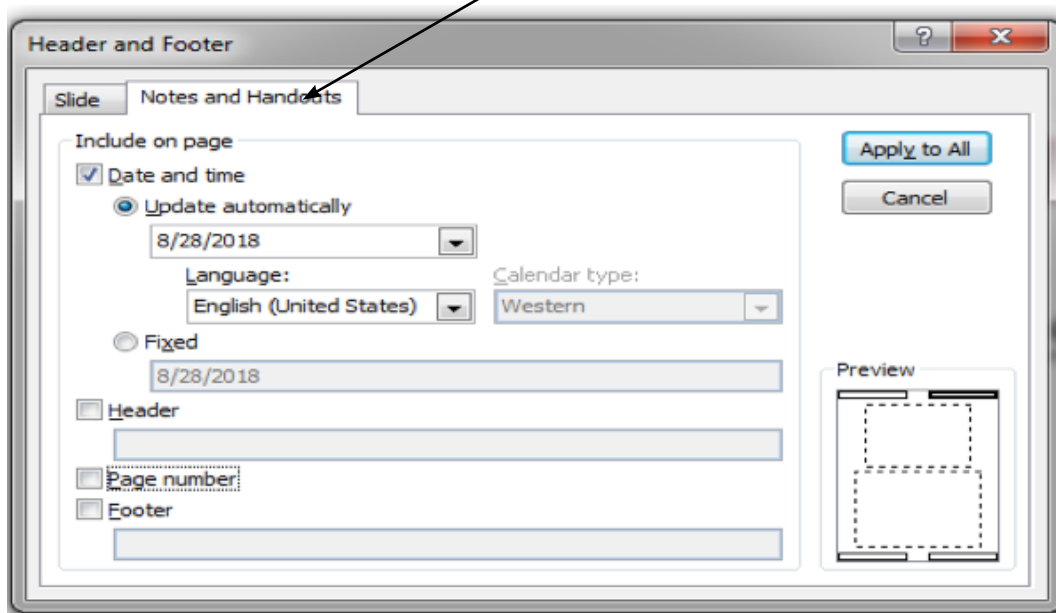 Header and Footer
Slide
Notes and Handouts
Include on page
Apply to All
Date and time
Cancel
Update automatically
8/28/2018
Language:
Calendar type:
English (United States)
Western
Fixed
8/28/2018
Preview
Header
Page number
Footer